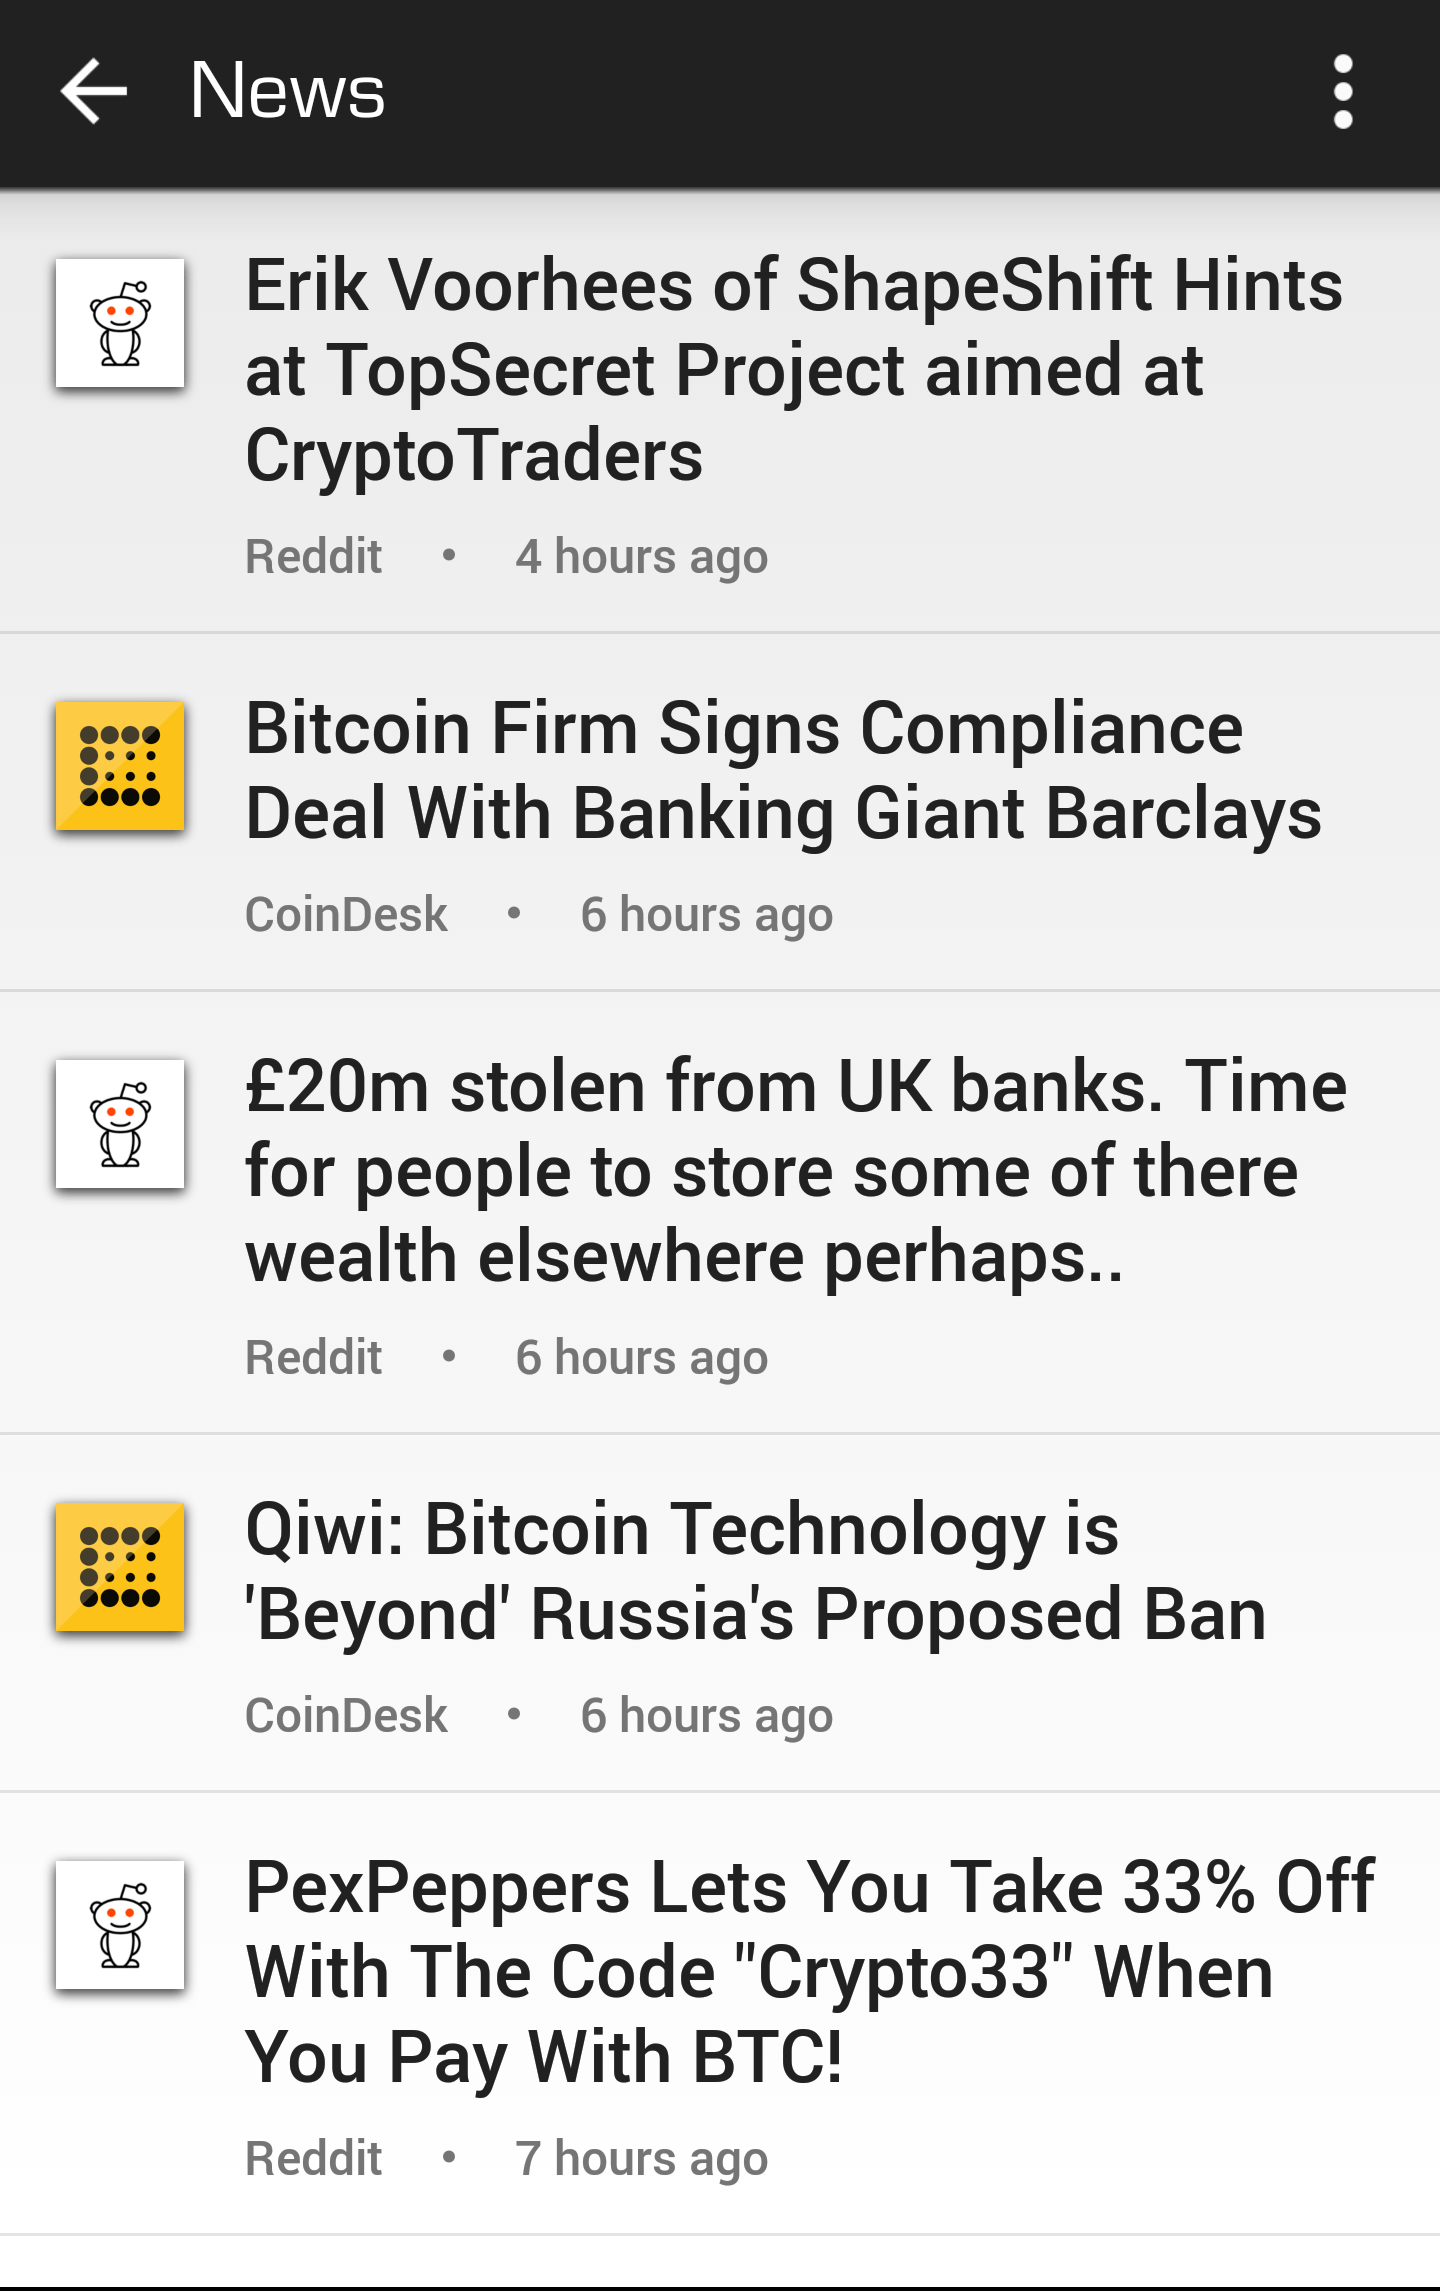 News
Erik Voorhees of ShapeShift Hints
at TopSecret Project aimed at
CryptoTraders
Reddit • 4 hours ago
Bitcoin Firm Signs Compliance
Deal With Banking Giant Barclays
CoinDesk • 6 hours ago
£20m stolen from UK banks. Time
for people to store some of there
wealth elsewhere perhaps..
Reddit • 6 hours ago
Qiwi: Bitcoin Technology is
'Beyond' Russia's Proposed Ban
CoinDesk • 6 hours ago
PexPeppers Lets You Take 33% Off
With The Code "Crypto33" When
You Pay With BTC!
Reddit • 7 hours ago